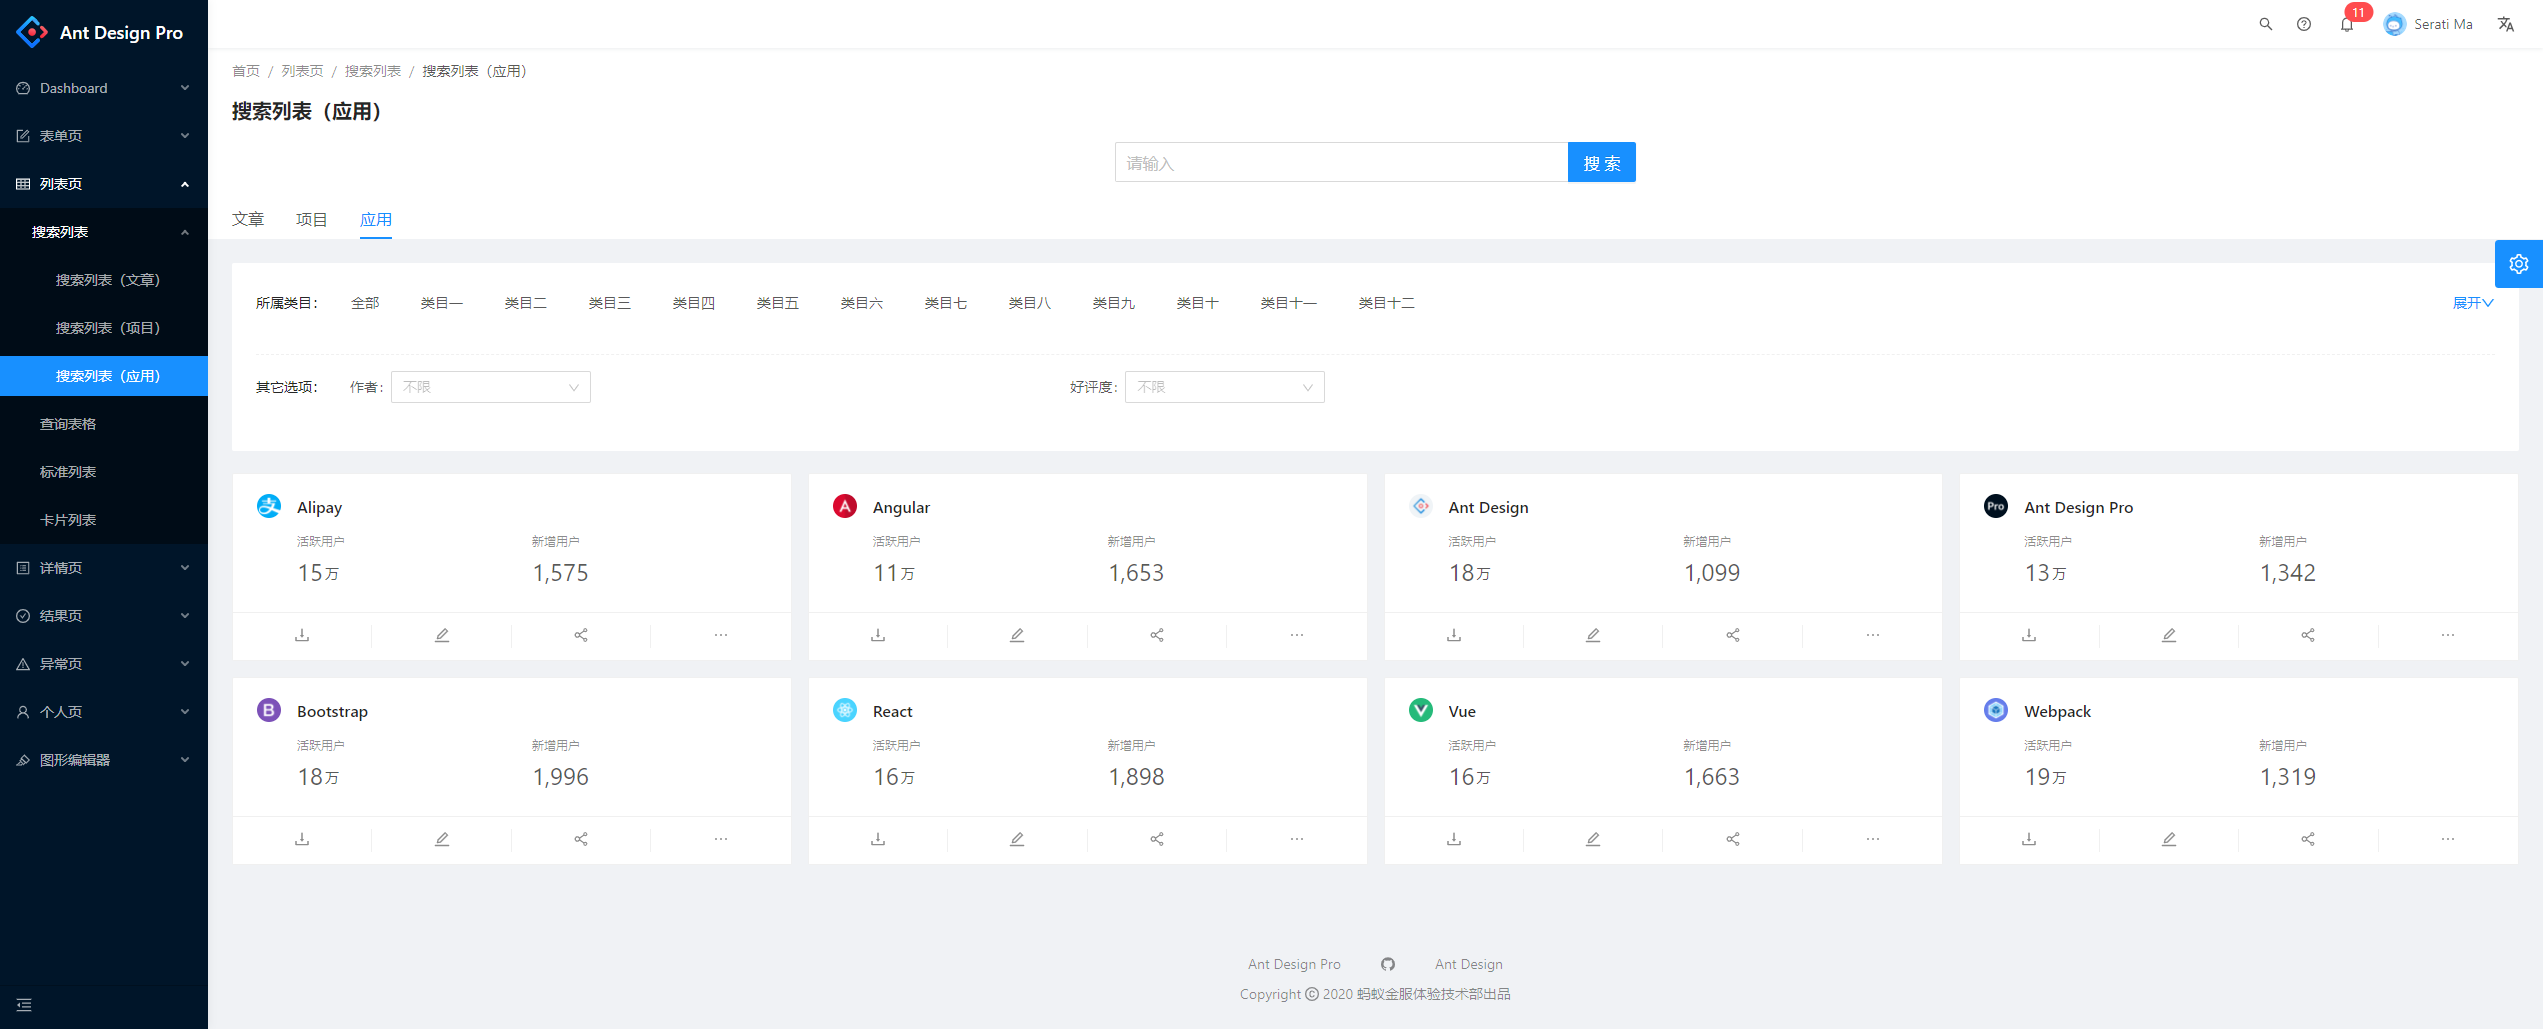 Ant Design Pro
Dashboard
表单页
列表页
搜索列表
搜索列表（文章）
搜索列表（项目）
搜索列表（应用）
查询表格
标准列表
卡片列表
详情页
结果页
异常页
个人页
图形编辑器
11
Serati Ma
首页 / 列表页 / 搜索列表 / 搜索列表（应用）
搜索列表（应用）
请输入 搜 索
文章 项目 应用
所属类目： 全部 类目一 类目二 类目三 类目四 类目五 类目六 类目七 类目八 类目九 类目十 类目十一 类目十二 展开
其它选项： 作者： 不限 好评度： 不限
Alipay
活跃用户 新增用户
15万 1,575
Angular
活跃用户 新增用户
11万 1,653
Ant Design
活跃用户 新增用户
18万 1,099
Pro
Ant Design Pro
活跃用户 新增用户
13万 1,342
B
Bootstrap
活跃用户 新增用户
18万 1,996
React
活跃用户 新增用户
16万 1,898
Vue
活跃用户 新增用户
16万 1,663
Webpack
活跃用户 新增用户
19万 1,319
Ant Design Pro Ant Design
Copyright © 2020 蚂蚁金服体验技术部出品